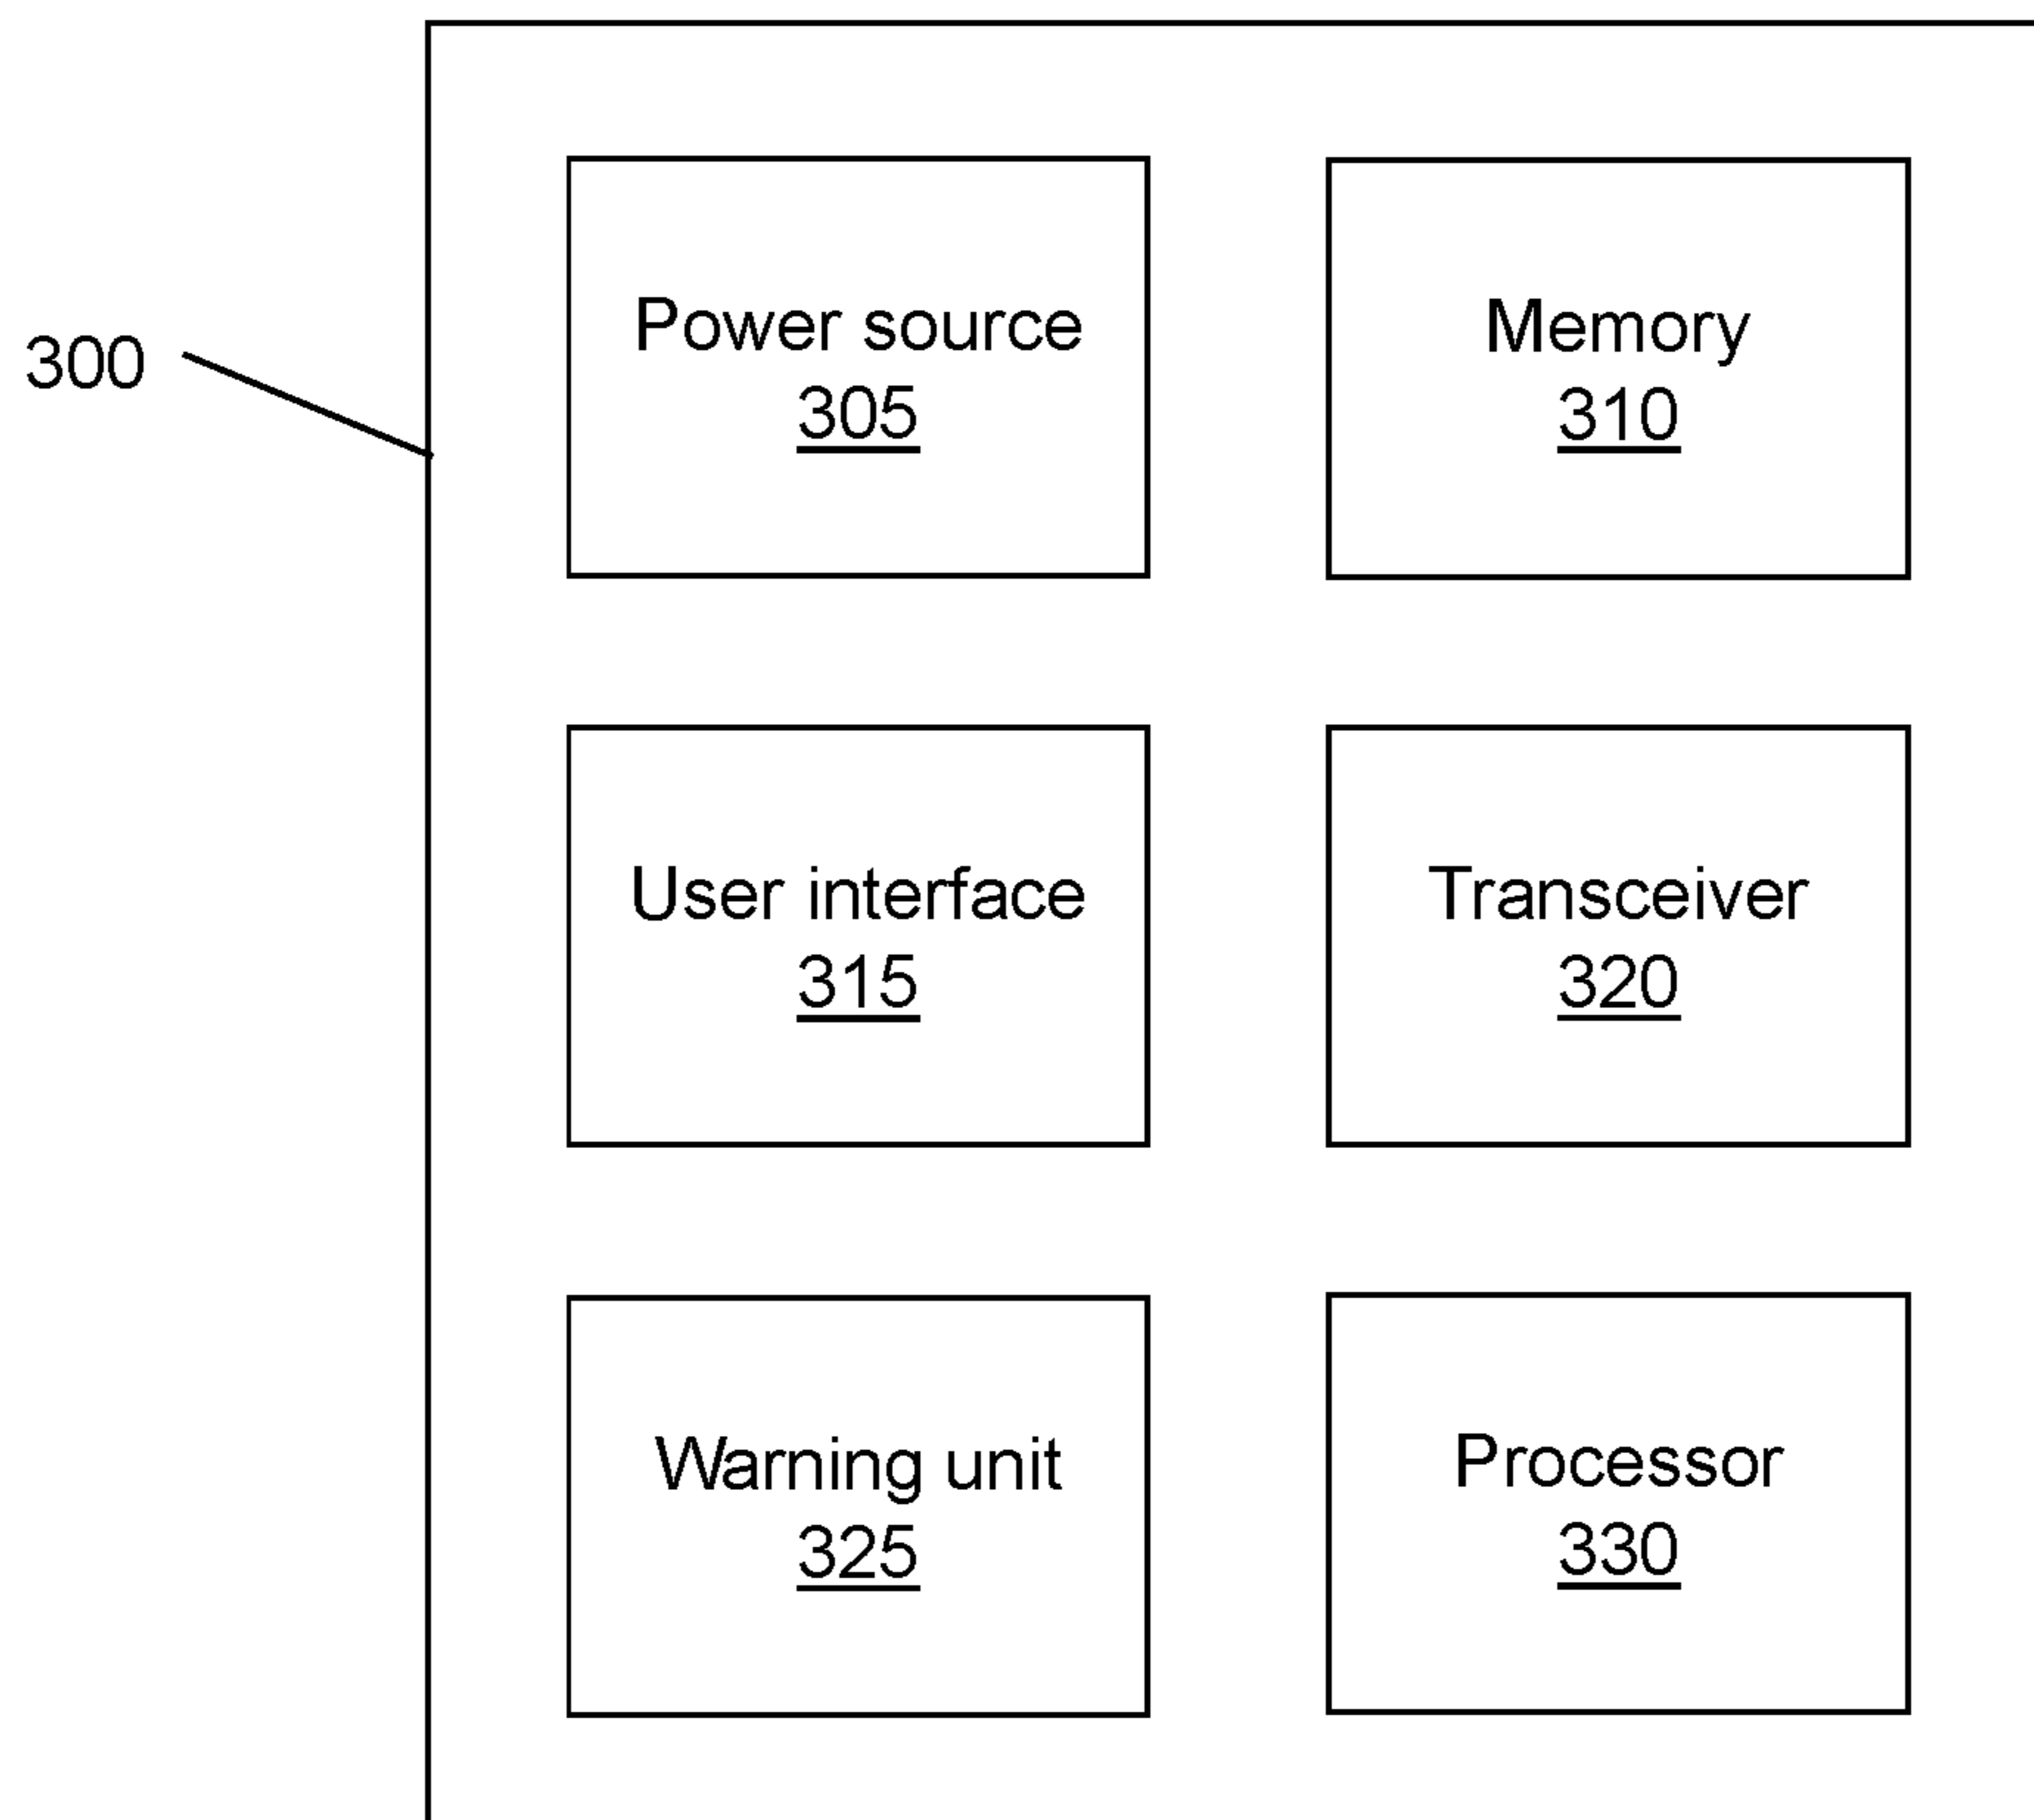 300
Power source
305
Memory
310
User interface
315
Transceiver
320
Warning unit
325
Processor
330